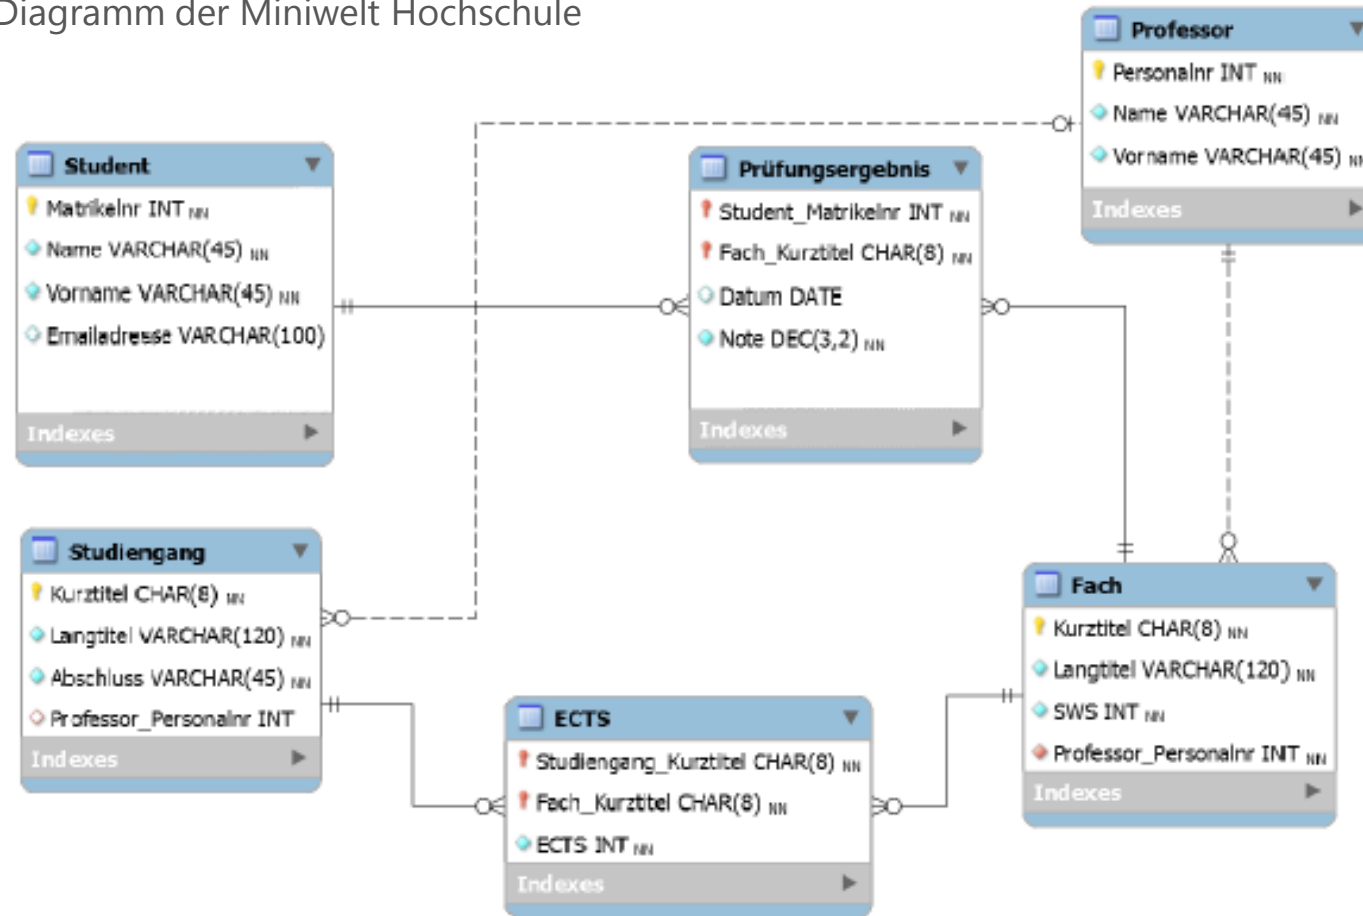 Diagramm der Miniwelt Hochschule
Professor
Personalnr INT NN
Name VARCHAR(45) NN
Vorname VARCHAR(45) NN
Indexes
Student
Matrikelnr INT NN
Name VARCHAR(45) NN
Vorname VARCHAR(45) NN
Emailadresse VARCHAR(100)
Indexes
Prüfungsergebnis
Student_Matrikelnr INT NN
Fach_Kurztitel CHAR(8) NN
Datum DATE
Note DEC(3,2) NN
Indexes
Studiengang
Kurztitel CHAR(8) NN
Langtitel VARCHAR(120) NN
Abschluss VARCHAR(45) NN
Professor_Personalnr INT
Indexes
ECTS
Studiengang_Kurztitel CHAR(8) NN
Fach_Kurztitel CHAR(8) NN
ECTS INT NN
Indexes
Fach
Kurztitel CHAR(8) NN
Langtitel VARCHAR(120) NN
SWS INT NN
Professor_Personalnr INT NN
Indexes